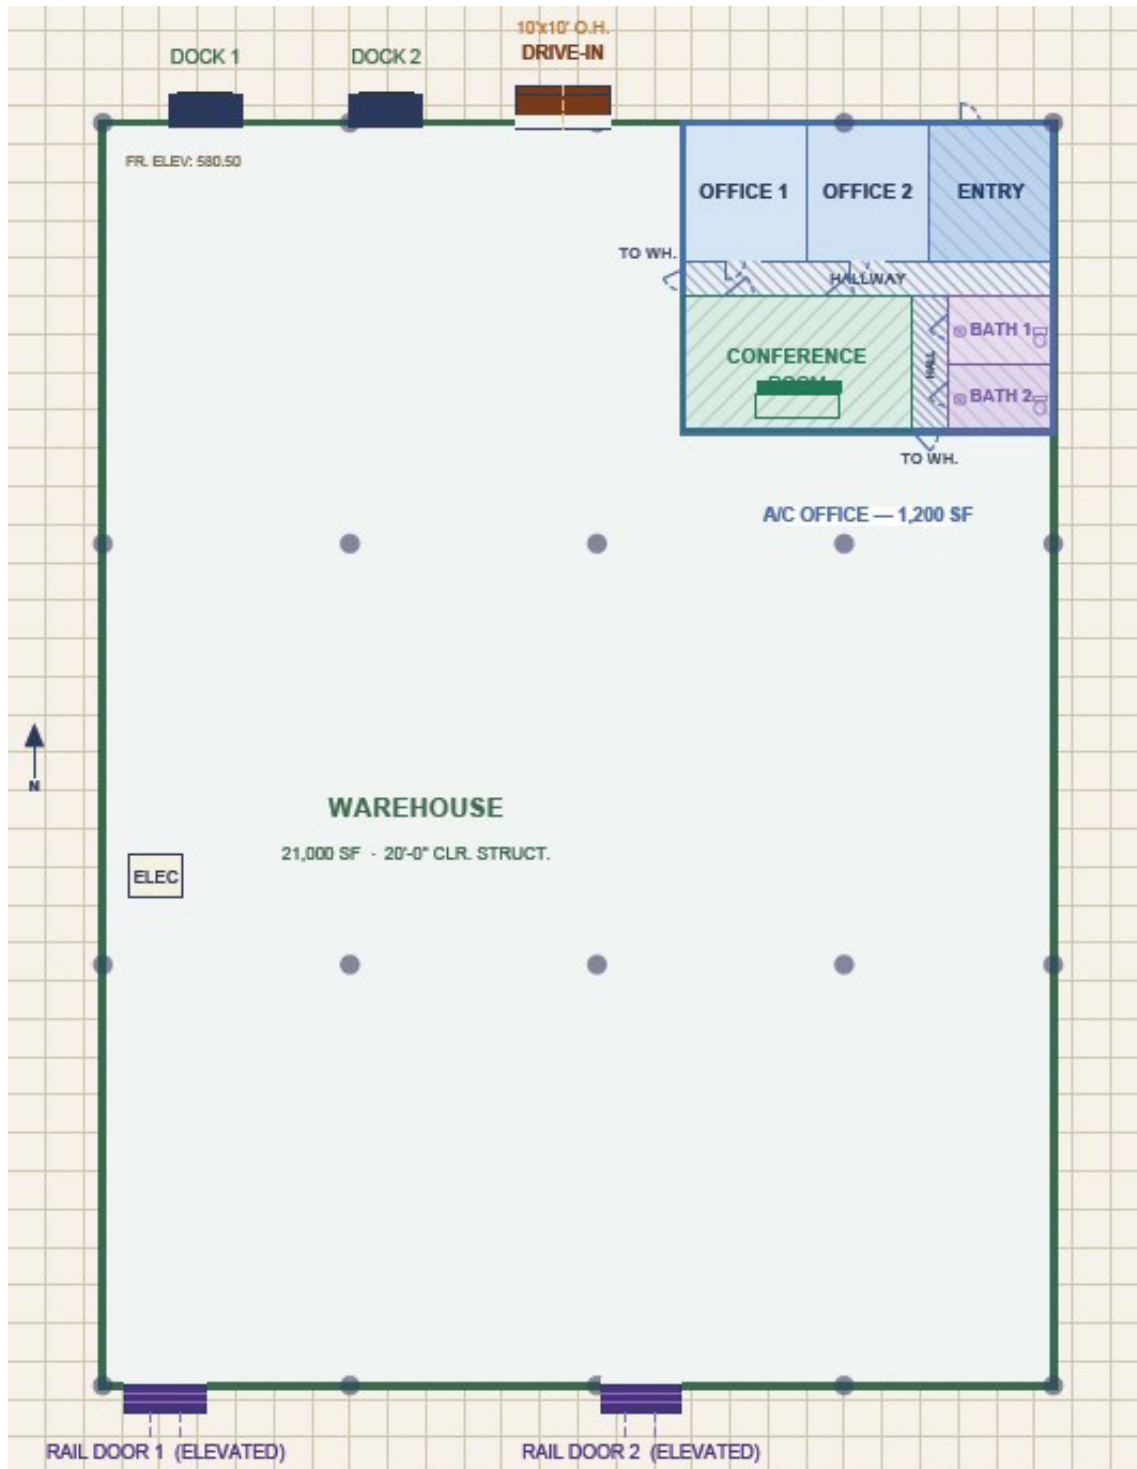 10'x10' O.H.
DRIVE-IN
DOCK 1
DOCK 2
FR. ELEV: 580.50
OFFICE 1
OFFICE 2
ENTRY
TO WH.
HALLWAY
CONFERENCE
ROOM
HALL
BATH 1
BATH 2
TO WH.
A/C OFFICE — 1,200 SF
N
WAREHOUSE
21,000 SF - 20'-0" CLR. STRUCT.
ELEC
RAIL DOOR 1 (ELEVATED)
RAIL DOOR 2 (ELEVATED)